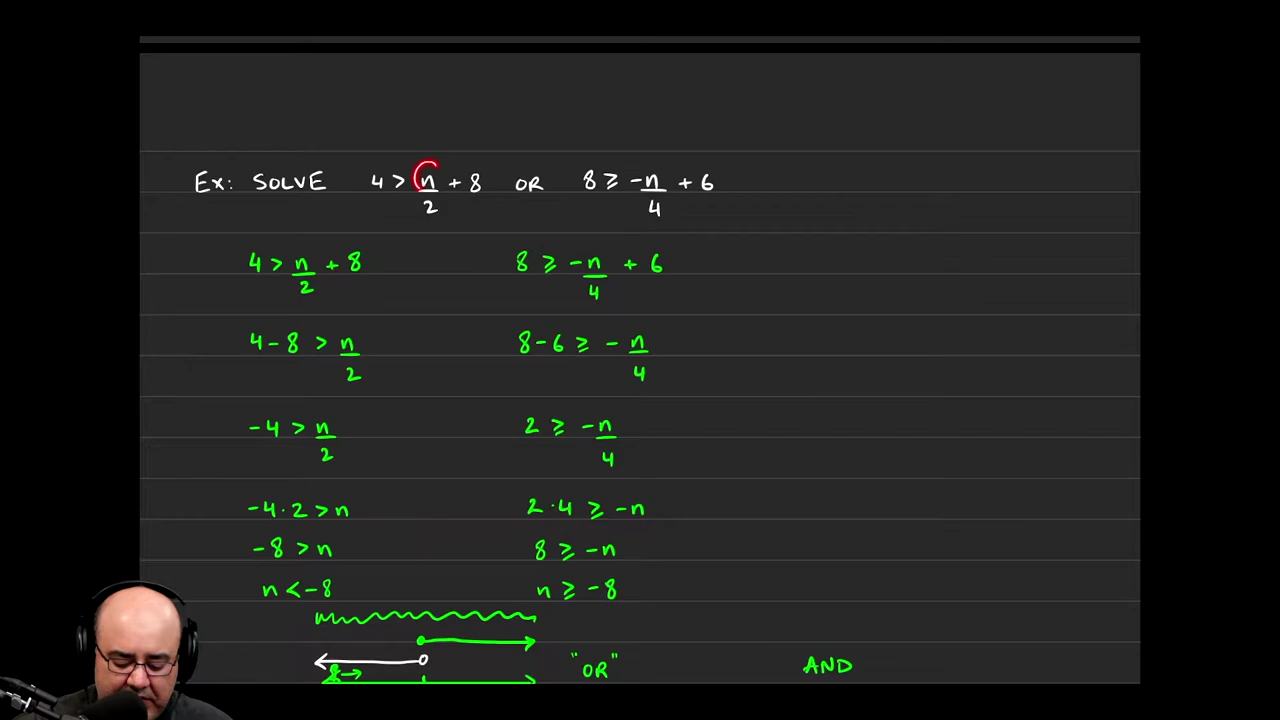 Ex: SOLVE 4 > n/2 + 8 OR 8 ≥ -n/4 + 6
4 > n/2 + 8 8 ≥ -n/4 + 6
4 - 8 > n/2 8 - 6 ≥ - n/4
-4 > n/2 2 ≥ -n/4
-4 · 2 > n 2 · 4 ≥ -n
-8 > n 8 ≥ -n
n < -8 n ≥ -8
"OR" AND